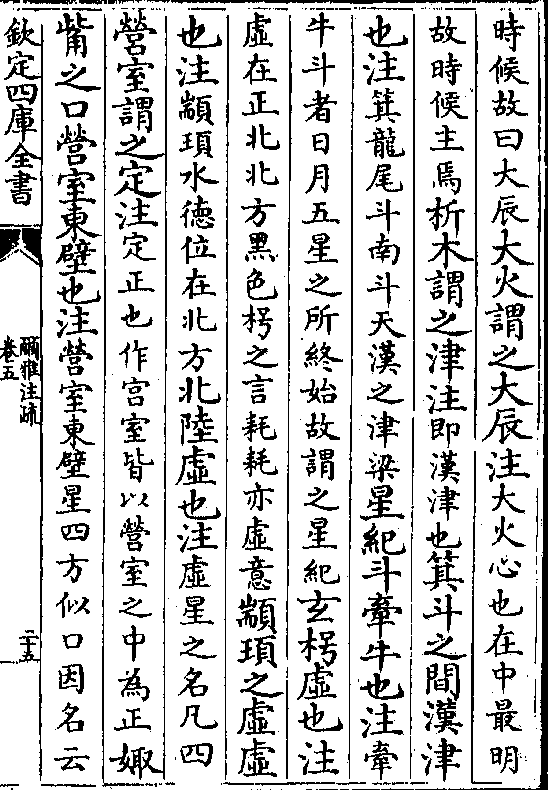 時候故曰大辰大火謂之大辰注大火心也在中最明
故時候主焉析木謂之津注即漢津也箕斗之間漢津
也注箕龍尾斗南斗天漢之津梁星紀斗牽牛也注牽
牛斗者日月五星之所終始故謂之星紀玄枵虛也注
虛在正北北方黑色枵之言耗耗亦虛意顓頊之虛虛
也注顓頊水德位在北方北陸虛也注虛星之名凡四
營室謂之定注定正也作宫室皆以營室之中為正娵
觜之口營室東壁也注營室東壁星四方似口因名云
欽定四庫全書
爾雅注疏
卷五
二十五